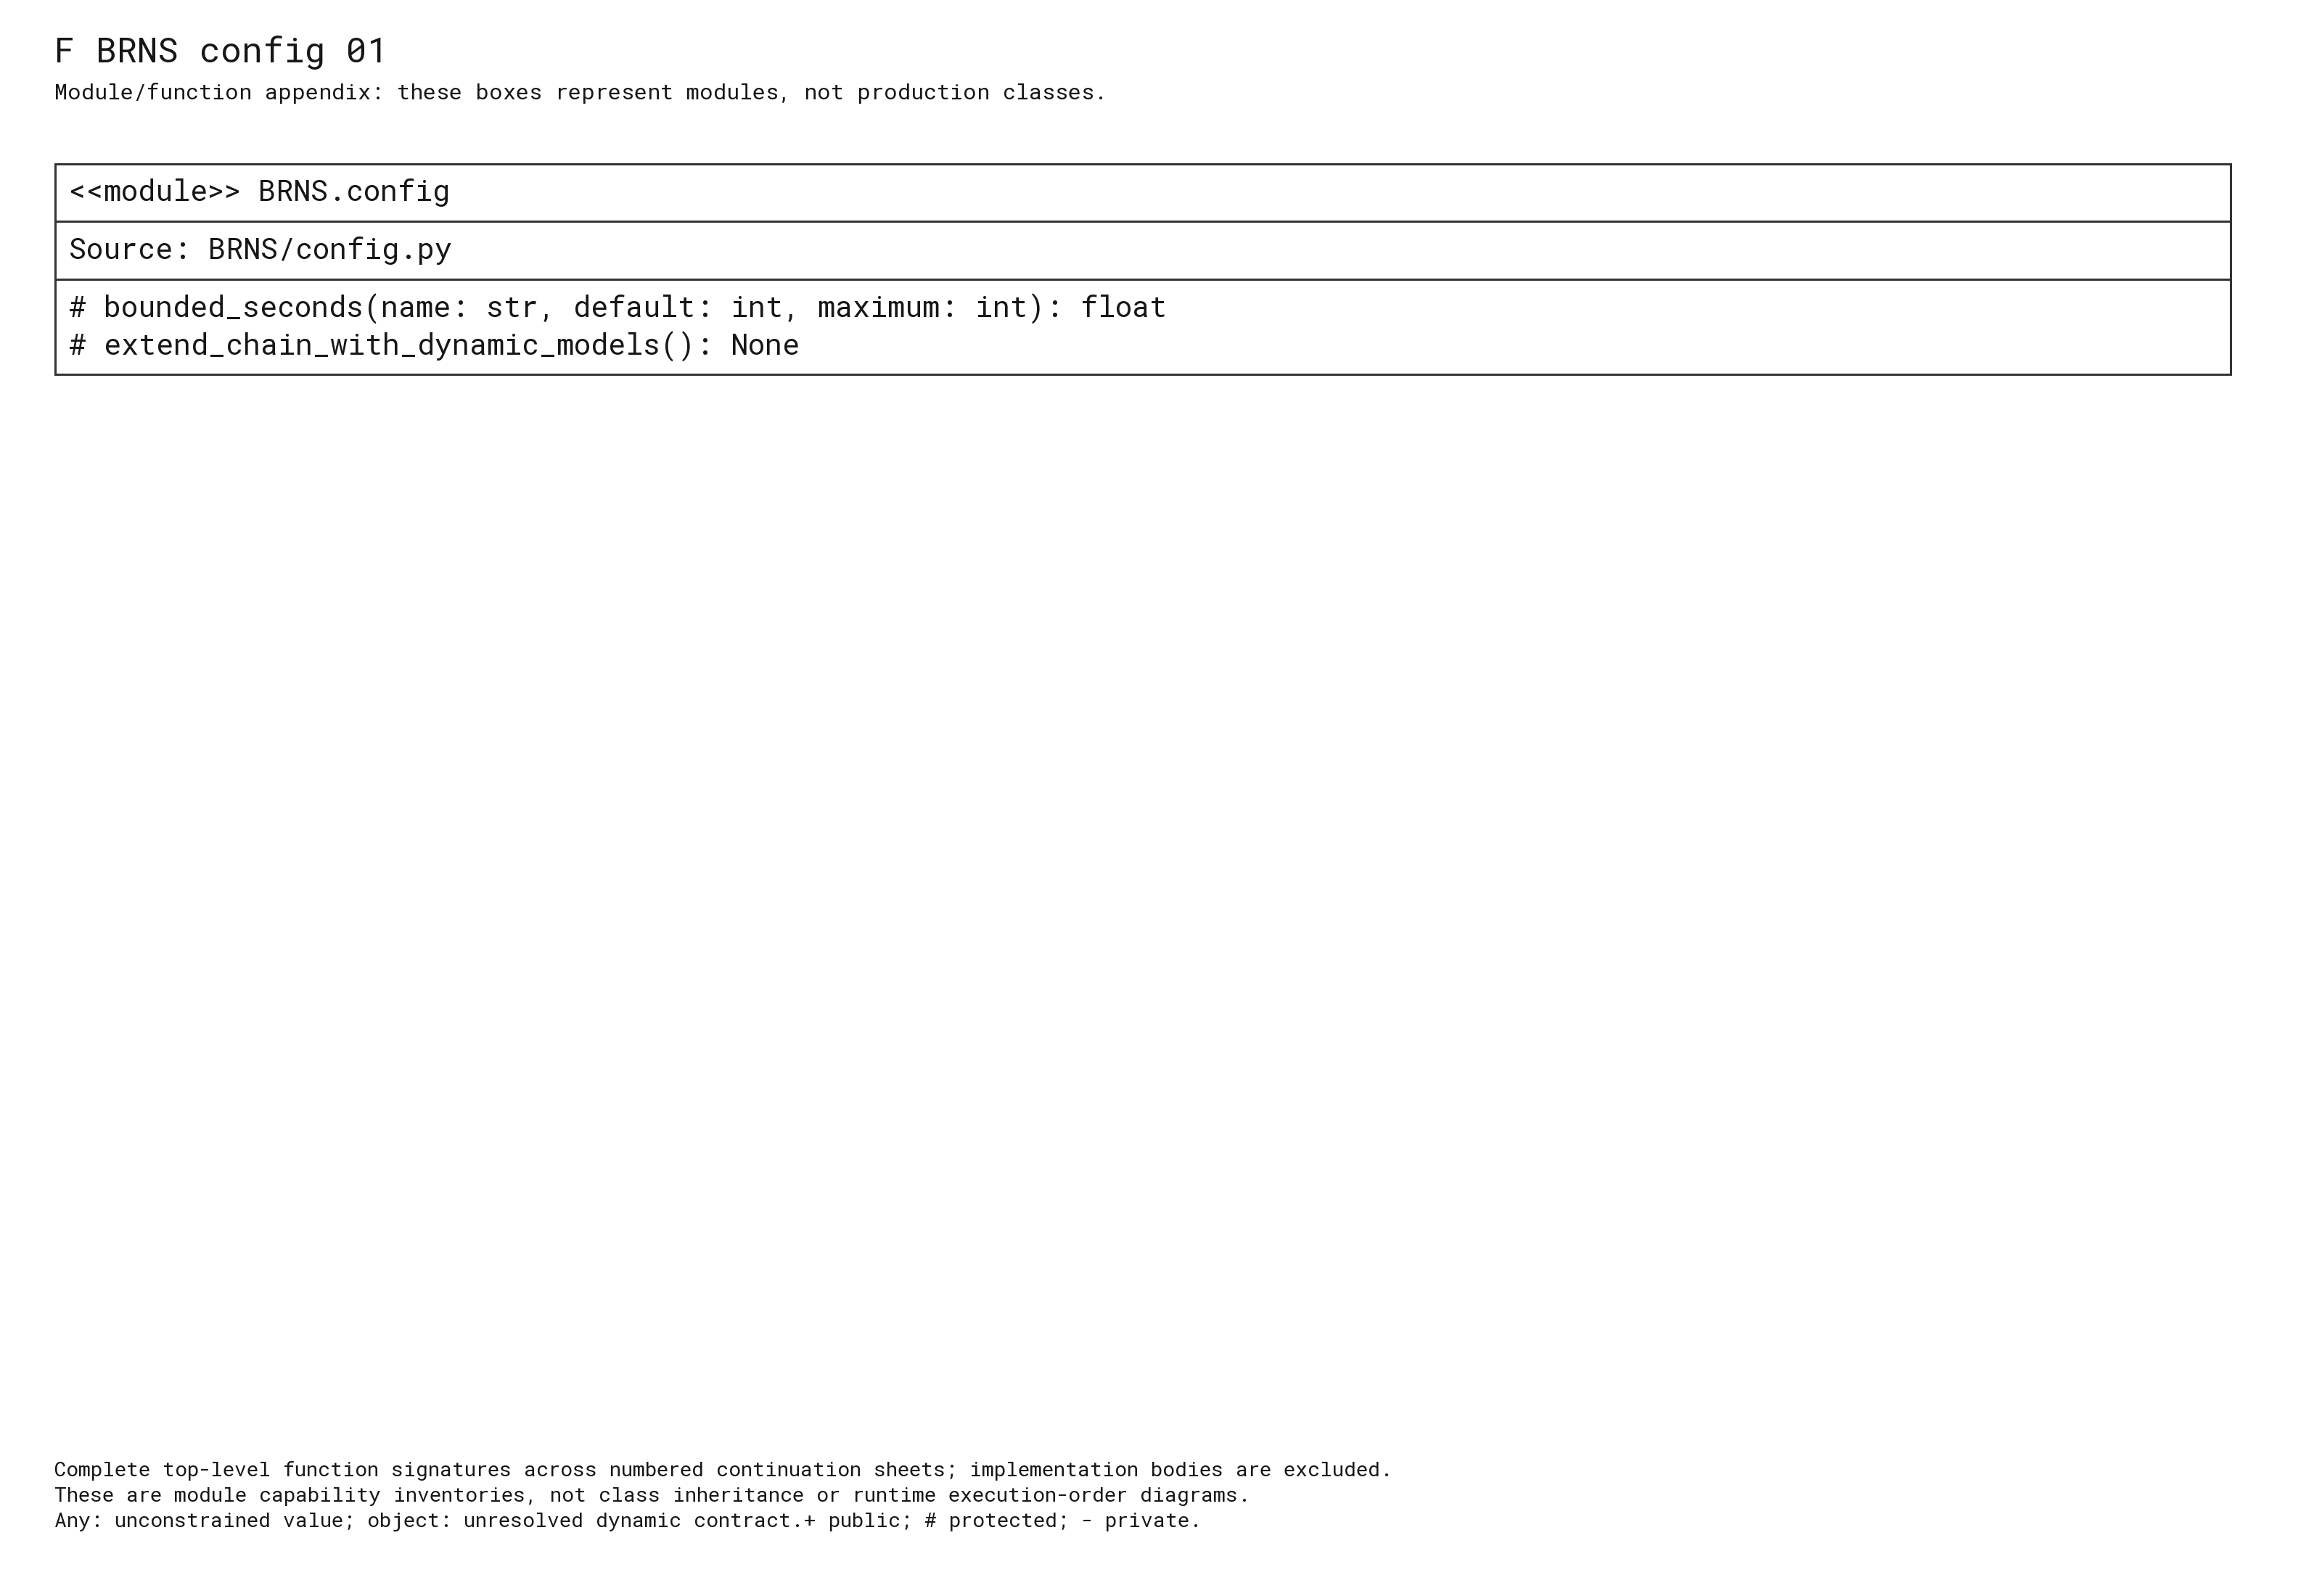 F BRNS config 01
Module/function appendix: these boxes represent modules, not production classes.
<<module>> BRNS.config
Source: BRNS/config.py
# bounded_seconds(name: str, default: int, maximum: int): float
# extend_chain_with_dynamic_models(): None
Complete top-level function signatures across numbered continuation sheets; implementation bodies are excluded.
These are module capability inventories, not class inheritance or runtime execution-order diagrams.
Any: unconstrained value; object: unresolved dynamic contract.+ public; # protected; - private.